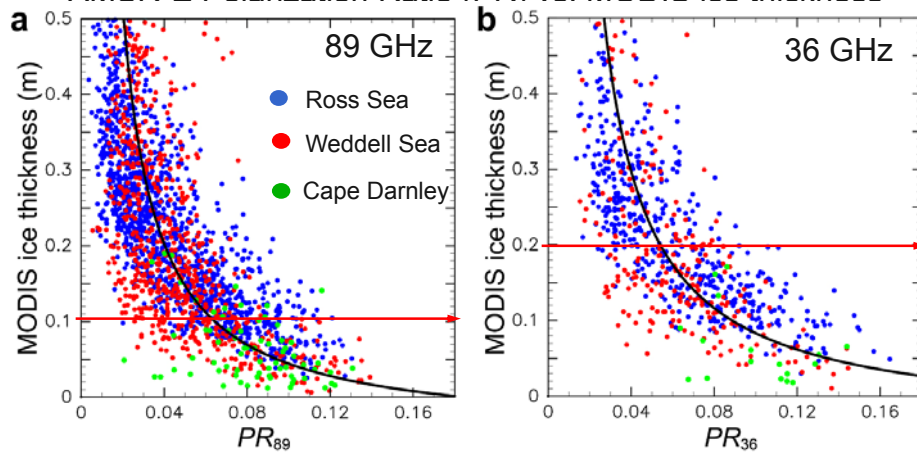 a
89 GHz
Ross Sea
Weddell Sea
Cape Darnley
MODIS ice thickness (m)
0.5
0.4
0.3
0.2
0.1
0
0 0.04 0.08 0.12 0.16
PR89
b
36 GHz
MODIS ice thickness (m)
0.5
0.4
0.3
0.2
0.1
0
0 0.04 0.08 0.12 0.16
PR36